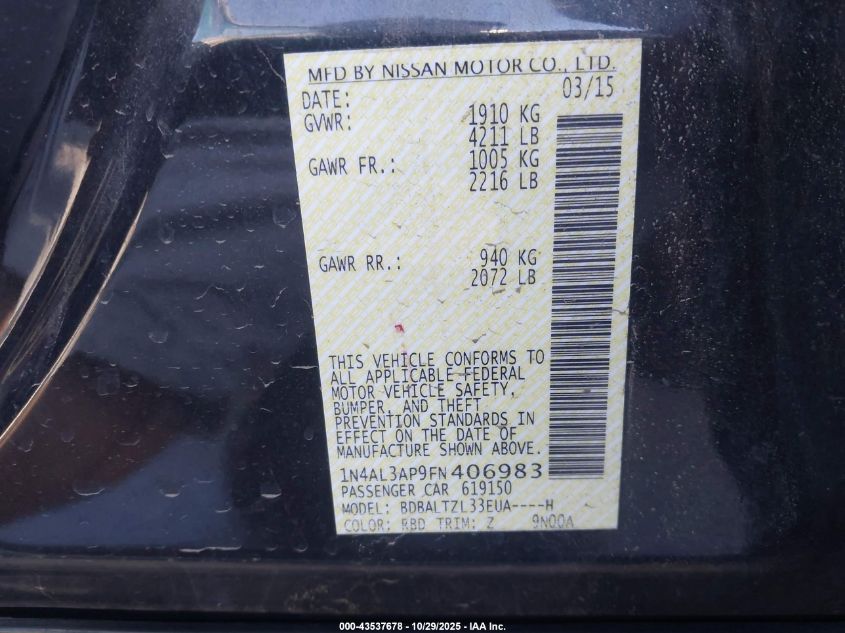 MFD BY NISSAN MOTOR CO., LTD.
DATE: 03/15
GVWR: 1910 KG
4211 LB
GAWR FR.: 1005 KG
2216 LB
GAWR RR.: 940 KG
2072 LB
THIS VEHICLE CONFORMS TO
ALL APPLICABLE FEDERAL
MOTOR VEHICLE SAFETY,
BUMPER, AND THEFT
PREVENTION STANDARDS IN
EFFECT ON THE DATE OF
MANUFACTURE SHOWN ABOVE.
1N4AL3AP9FN406983
PASSENGER CAR 619150
MODEL: BDBALTZL33EUA----H
COLOR: RBD TRIM: Z 9N00A
000-43537678 - 10/29/2025 - IAA Inc.